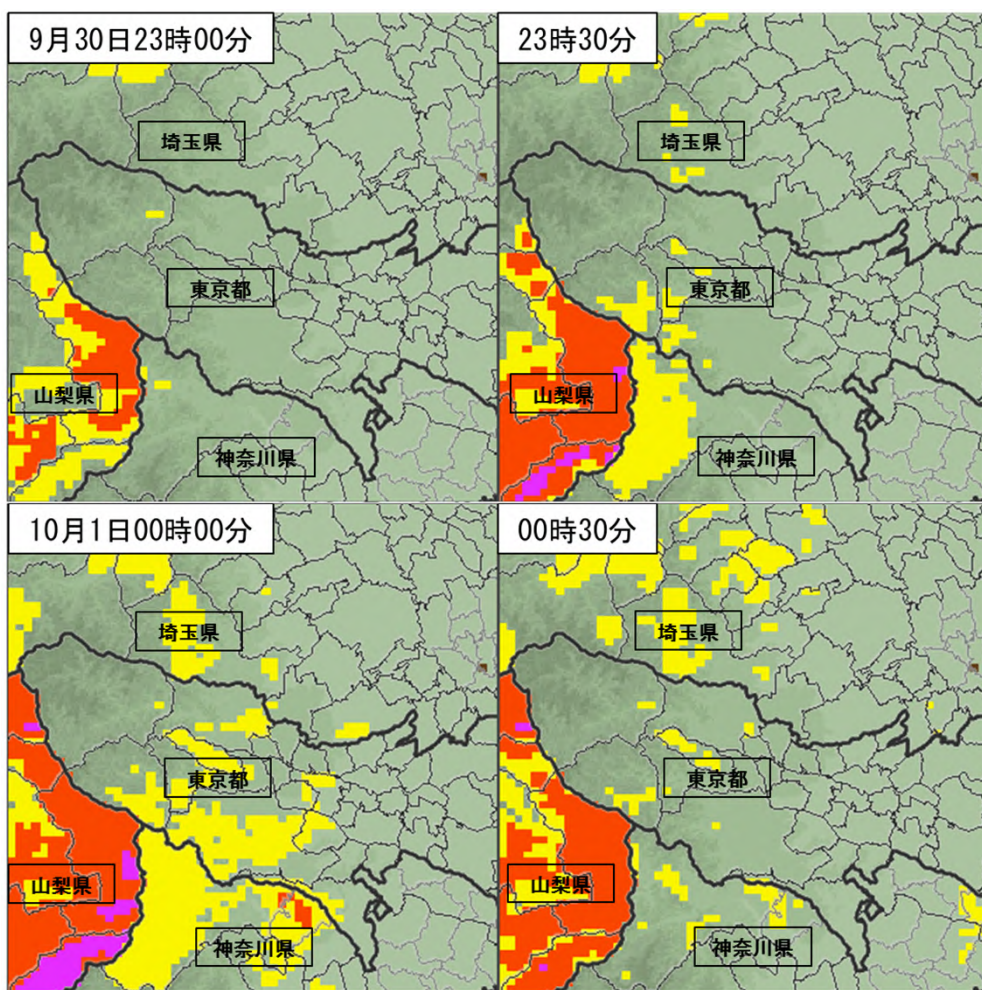 9月30日23時00分
埼玉県
東京都
山梨県
神奈川県
23時30分
埼玉県
東京都
山梨県
神奈川県
10月1日00時00分
埼玉県
東京都
山梨県
神奈川県
00時30分
埼玉県
東京都
山梨県
神奈川県